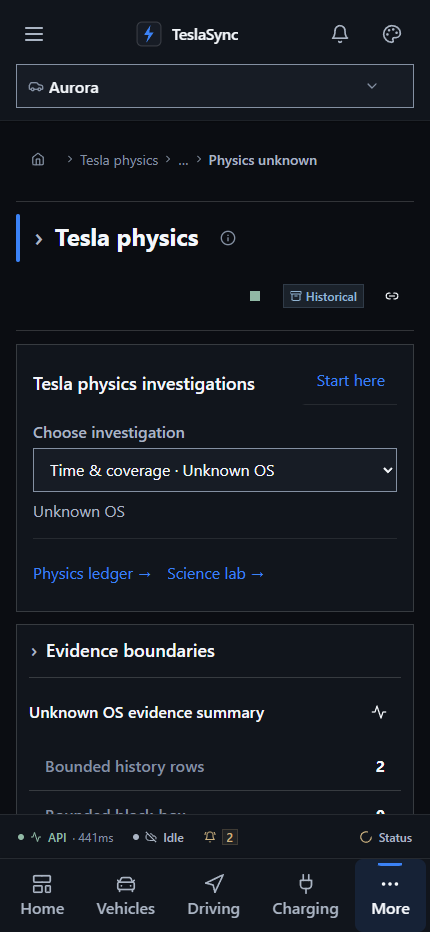 TeslaSync
Aurora
Tesla physics
...
Physics unknown
Tesla physics
Historical
Tesla physics investigations
Start here
Choose investigation
Time & coverage · Unknown OS
Unknown OS
Physics ledger →
Science lab →
Evidence boundaries
Unknown OS evidence summary
Bounded history rows
2
API · 441ms
Idle
2
Status
Home
Vehicles
Driving
Charging
More